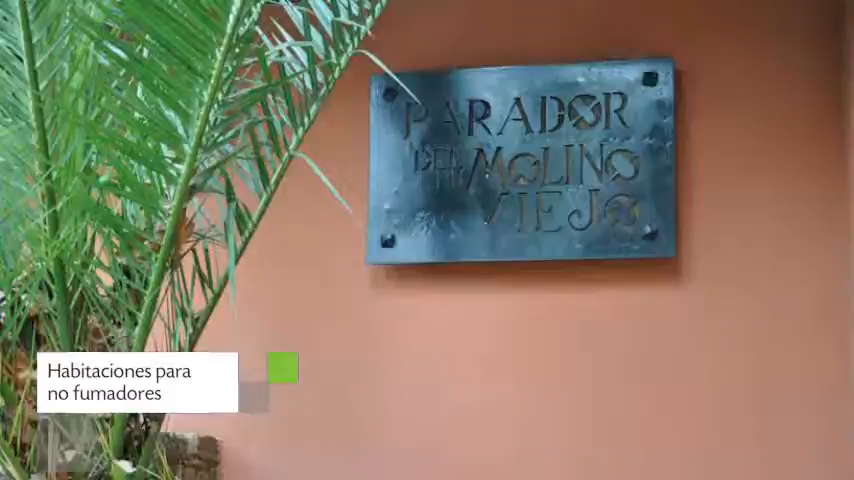 PARADOR
DEL MOLINO
VIEJO
Habitaciones para
no fumadores